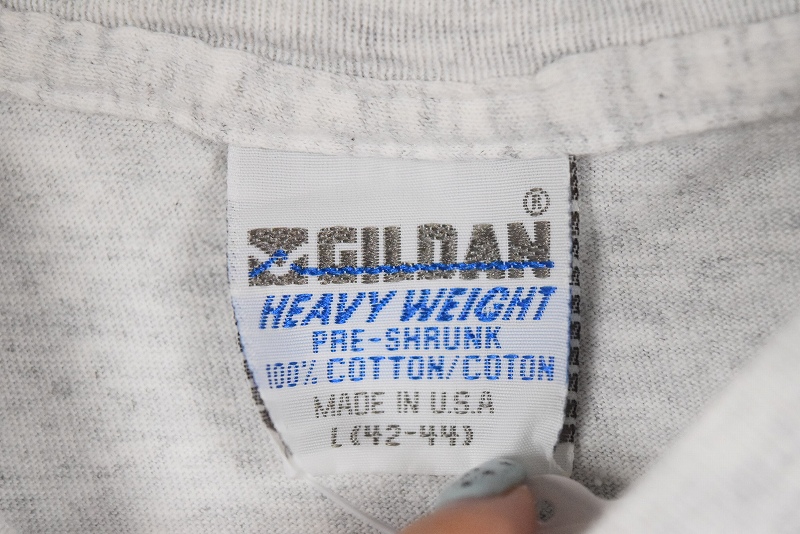 ®
GILDAN
HEAVY WEIGHT
PRE-SHRUNK
100% COTTON/COTON
MADE IN U.S.A
L (42-44)